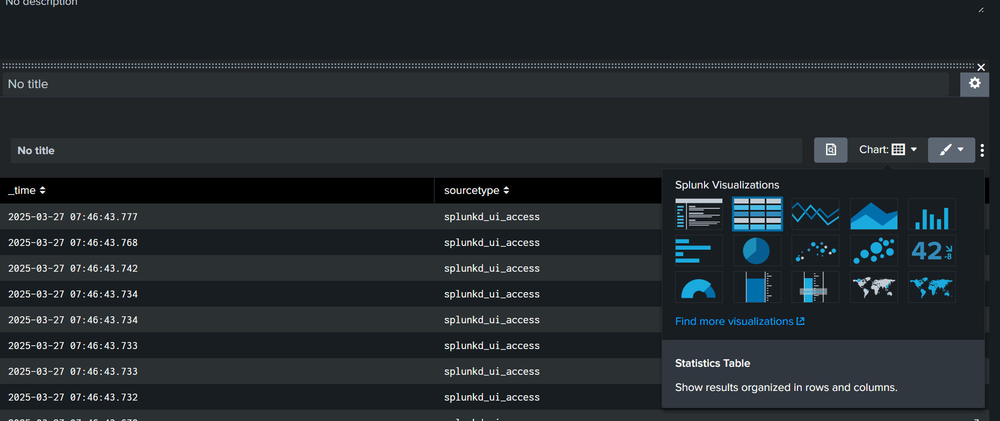 No description
No title
No title
Chart:
_time
sourcetype
2025-03-27 07:46:43.777
splunkd_ui_access
2025-03-27 07:46:43.768
splunkd_ui_access
2025-03-27 07:46:43.742
splunkd_ui_access
2025-03-27 07:46:43.734
splunkd_ui_access
2025-03-27 07:46:43.734
splunkd_ui_access
2025-03-27 07:46:43.733
splunkd_ui_access
2025-03-27 07:46:43.733
splunkd_ui_access
2025-03-27 07:46:43.732
splunkd_ui_access
Splunk Visualizations
42
-8
Find more visualizations
Statistics Table
Show results organized in rows and columns.